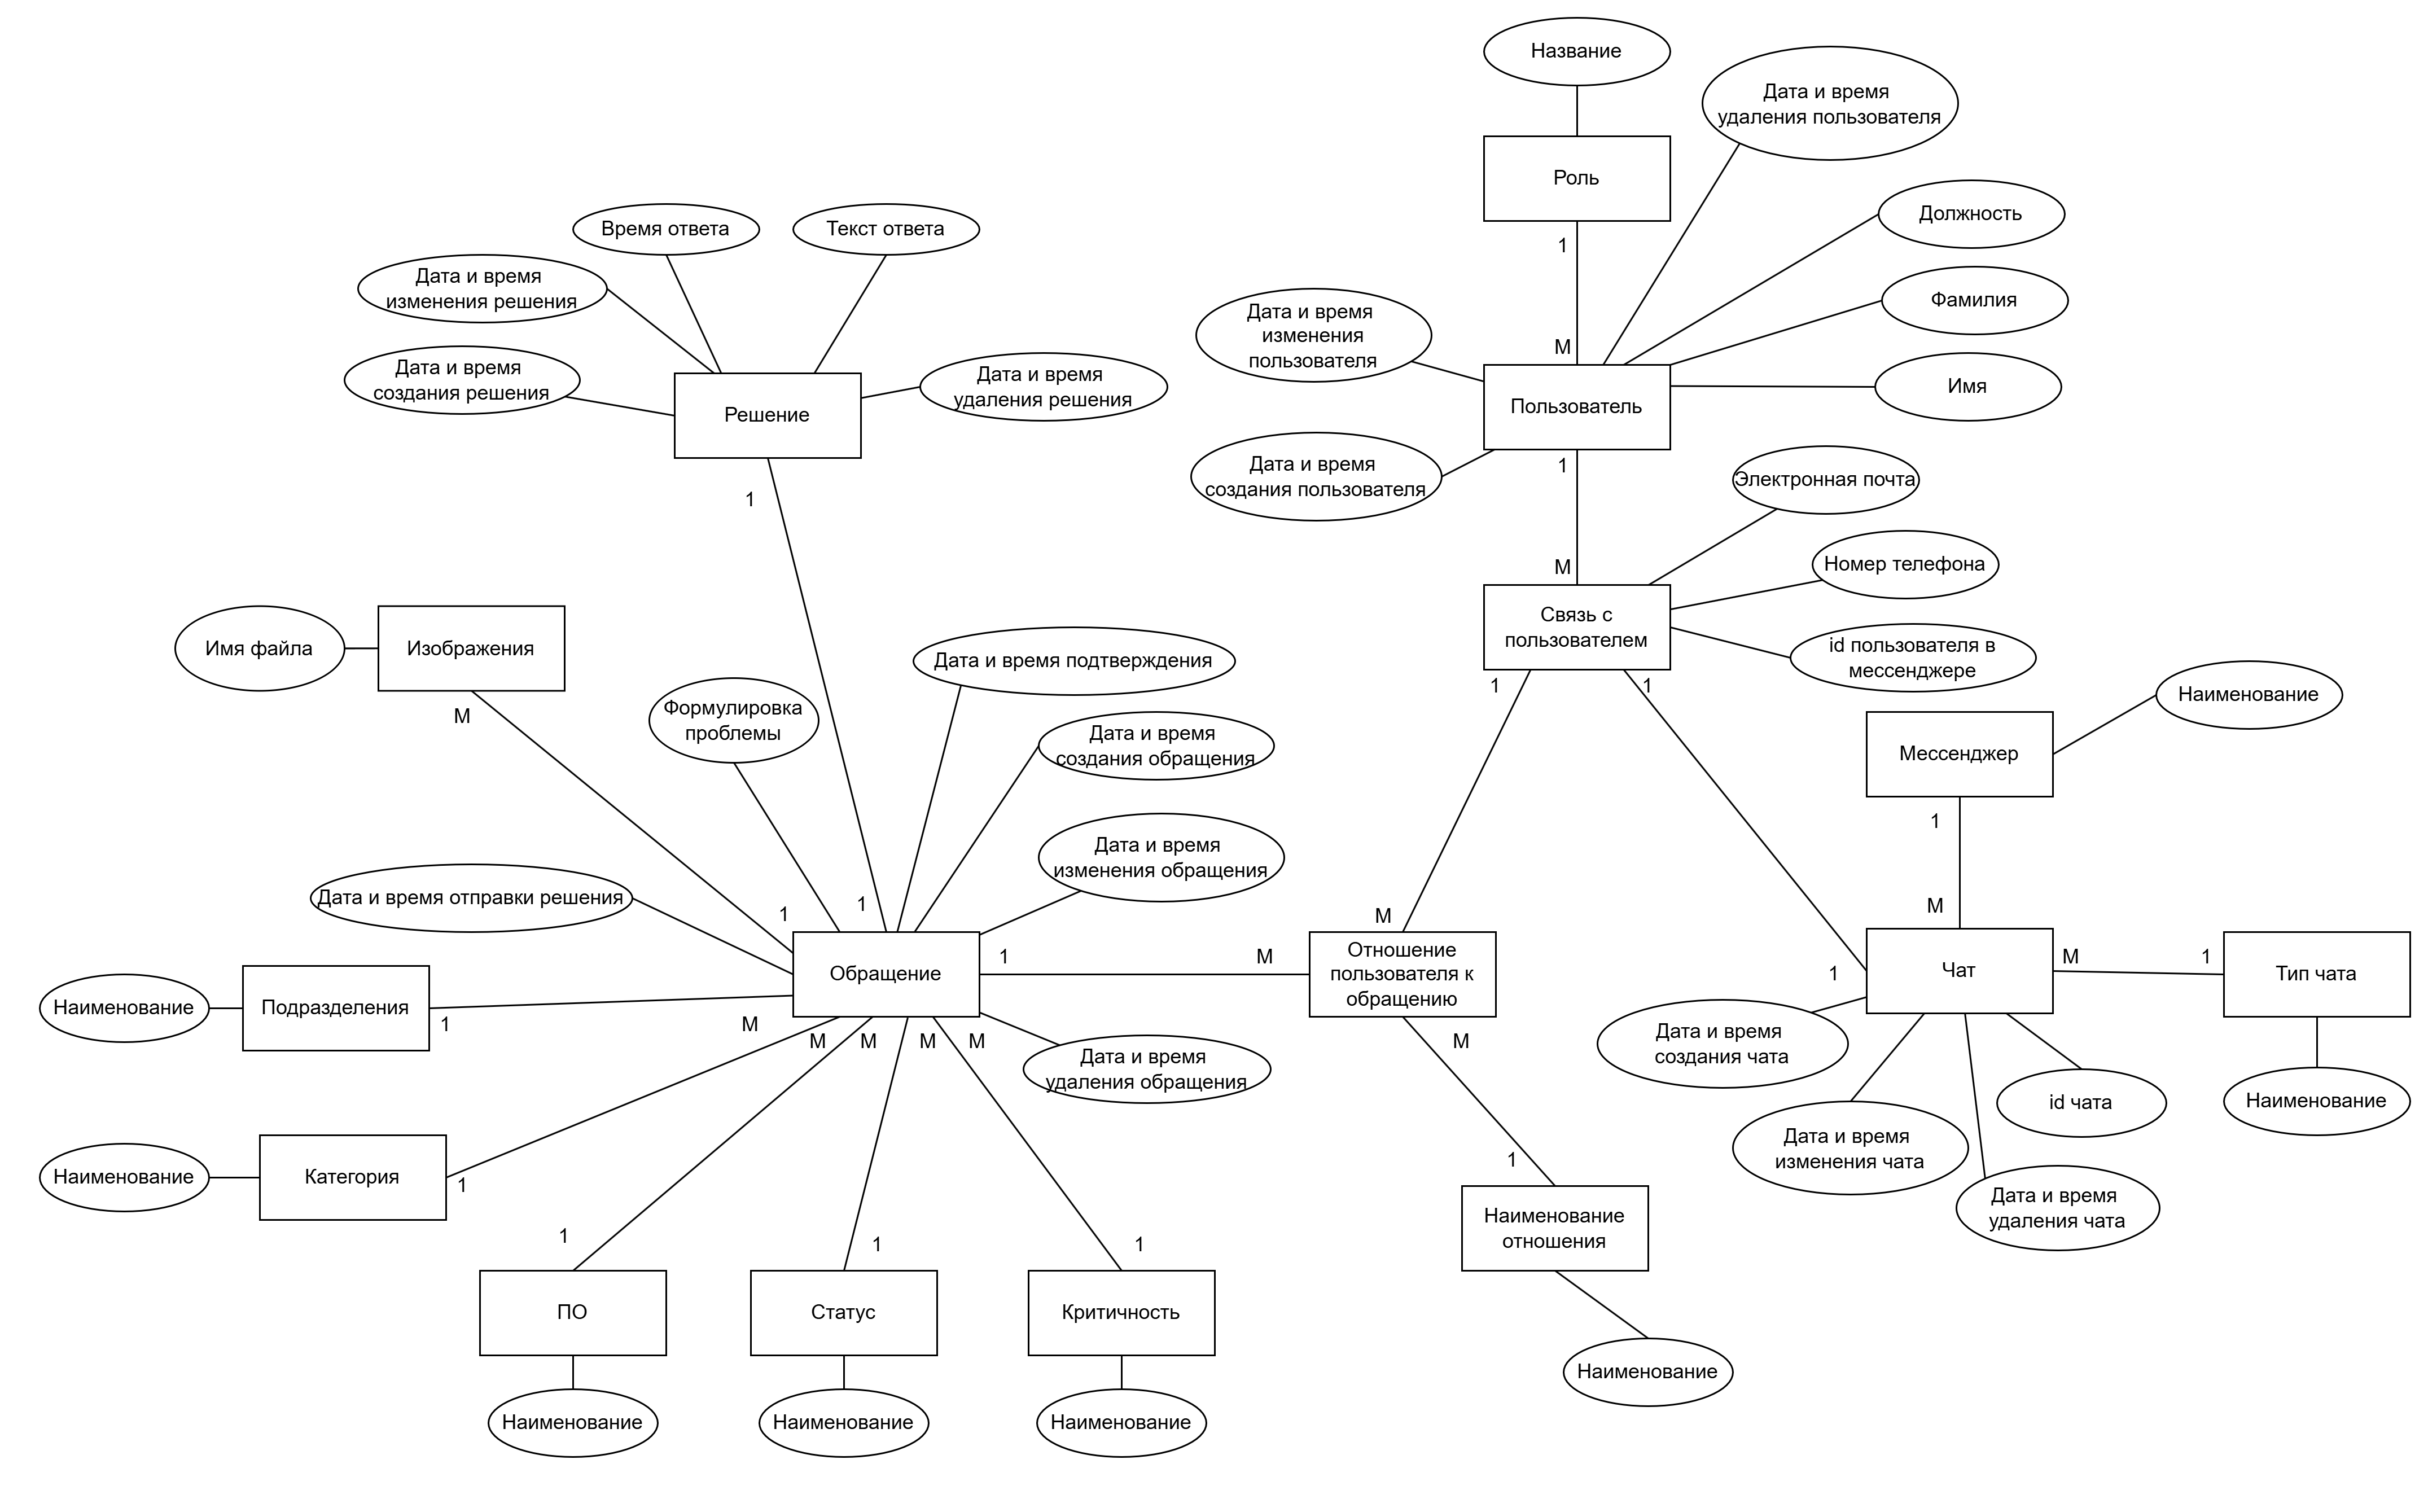 Название
Дата и время
удаления пользователя
Роль
Должность
Время ответа
Текст ответа
1
Дата и время
изменения решения
Дата и время
изменения
пользователя
Фамилия
M
Дата и время
создания решения
Решение
Дата и время
удаления решения
Пользователь
Имя
1
Дата и время
создания пользователя
1
Электронная почта
M
Номер телефона
Связь с
пользователем
Имя файла
Изображения
Дата и время подтверждения
id пользователя в
мессенджере
1
1
Наименование
M
Формулировка
проблемы
Дата и время
создания обращения
Мессенджер
1
Дата и время
изменения обращения
Дата и время отправки решения
1
1
M
M
Обращение
1
M
Отношение
пользователя к
обращению
1
Чат
M
1
Тип чата
Наименование
Подразделения
1
M
M
M
M
M
M
Дата и время
создания чата
Дата и время
удаления обращения
id чата
Наименование
Дата и время
изменения чата
1
Наименование
Категория
1
Дата и время
удаления чата
1
1
1
Наименование
отношения
ПО
Статус
Критичность
Наименование
Наименование
Наименование
Наименование